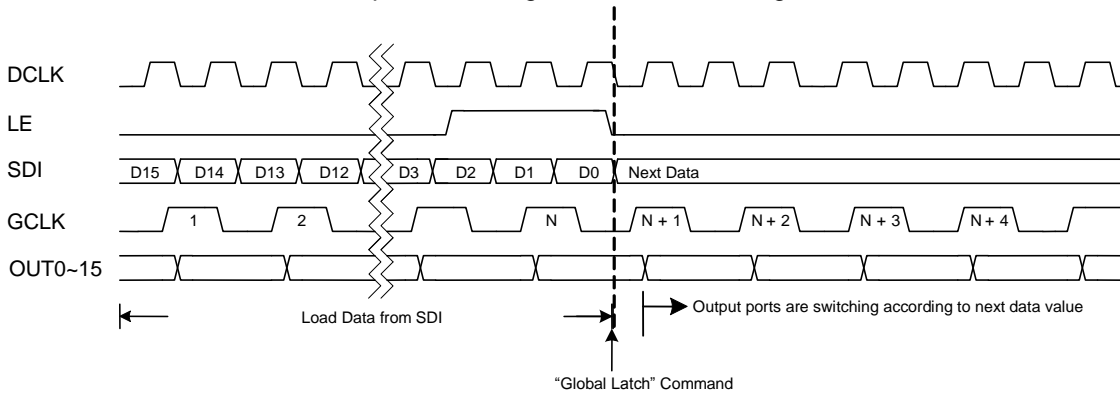 DCLK
LE
SDI D15 D14 D13 D12 D3 D2 D1 D0 Next Data
GCLK 1 2 N N + 1 N + 2 N + 3 N + 4
OUT0~15
Load Data from SDI
Output ports are switching according to next data value
“Global Latch” Command